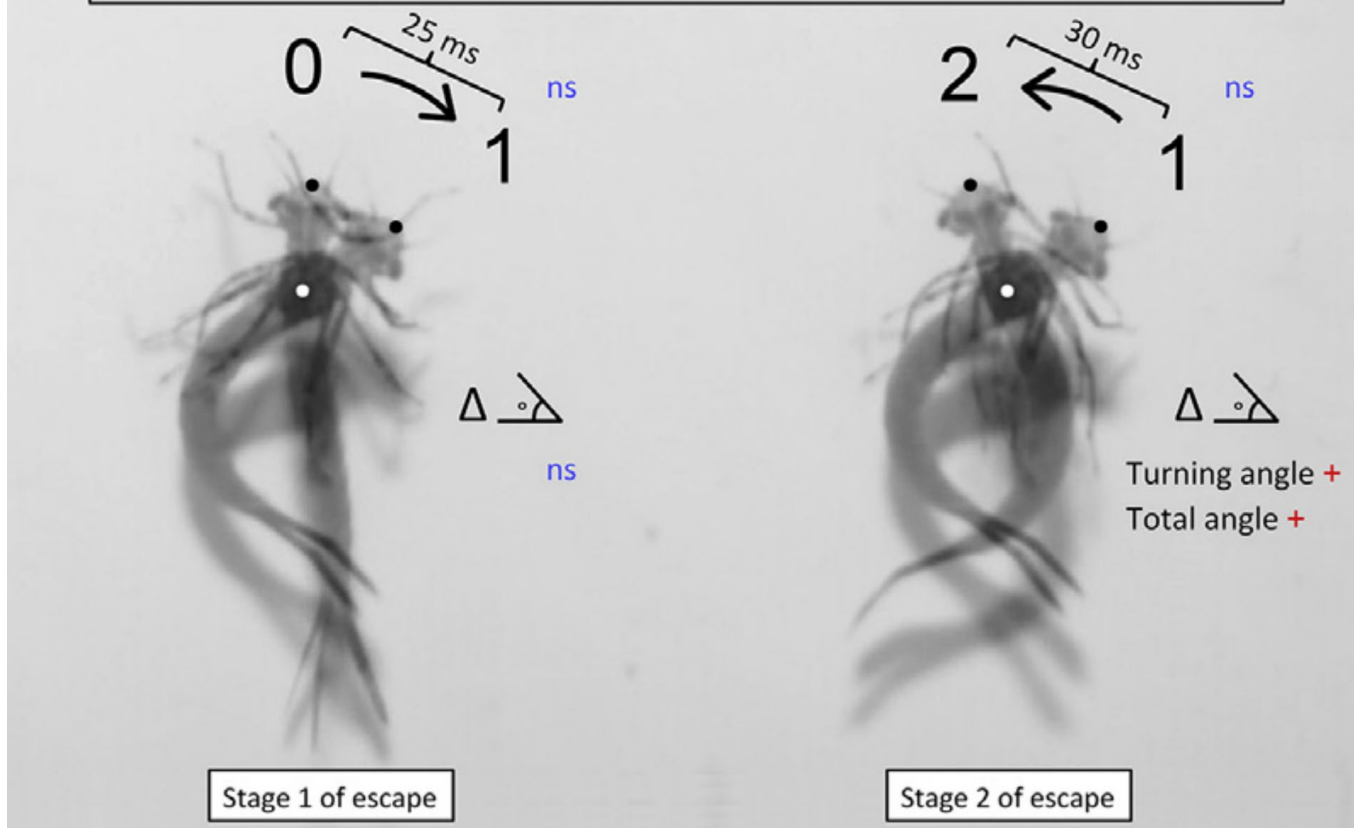 0
25 ms
ns
1
2
30 ms
ns
1
Δ
ns
Δ
Turning angle +
Total angle +
Stage 1 of escape
Stage 2 of escape